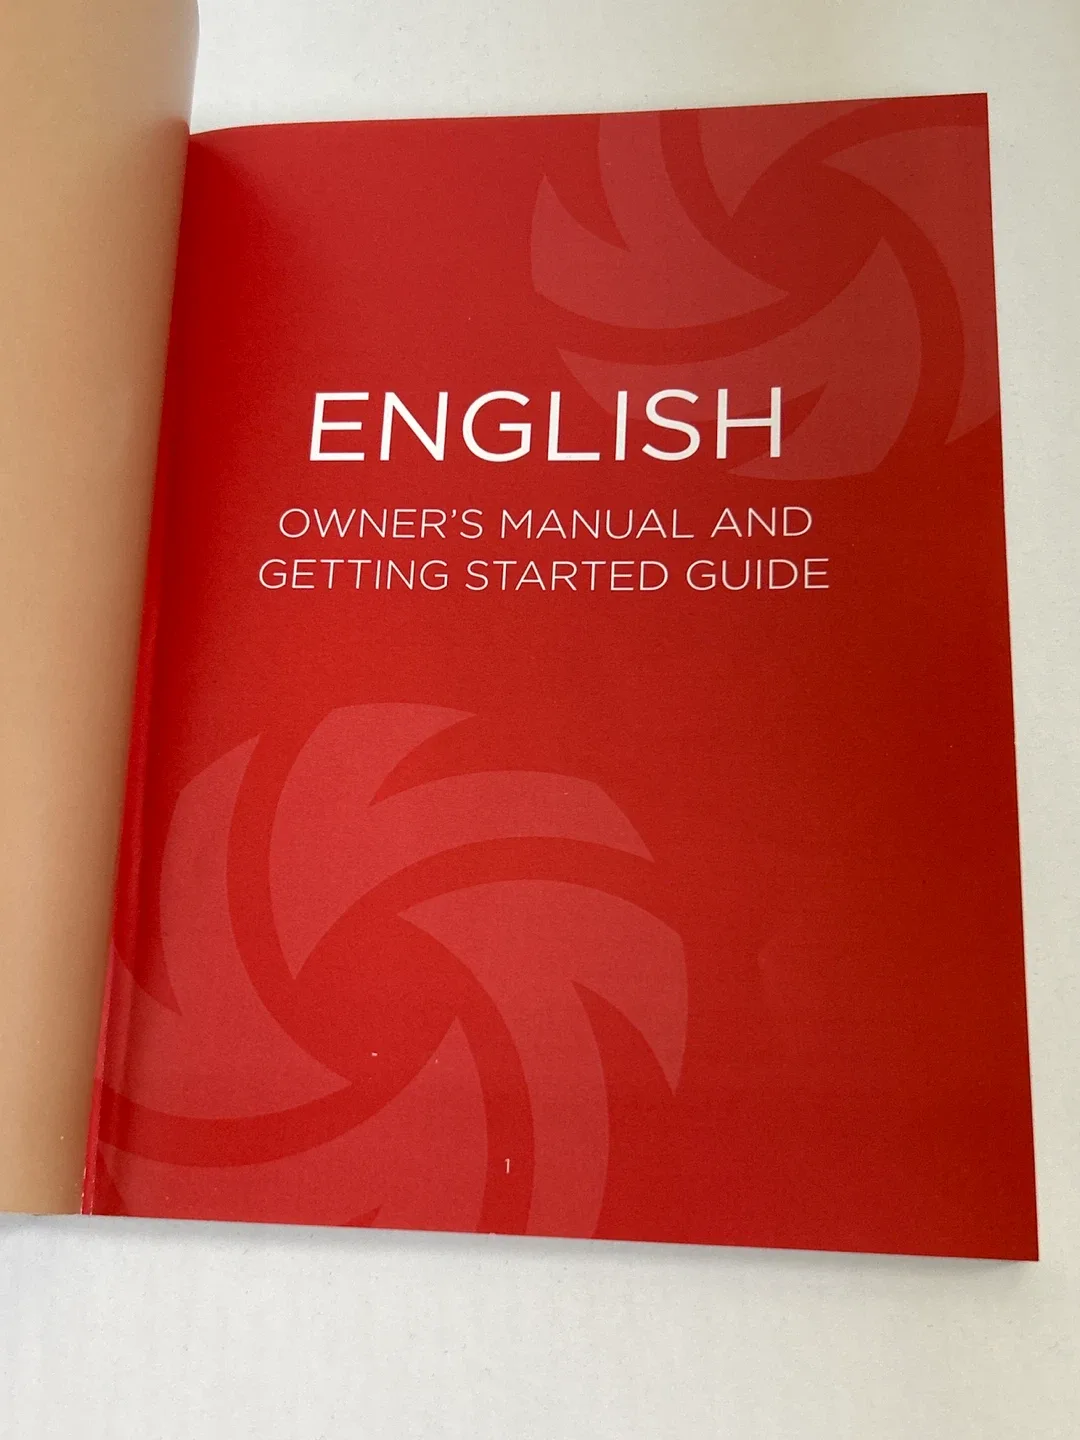 ENGLISH
OWNER'S MANUAL AND
GETTING STARTED GUIDE
1